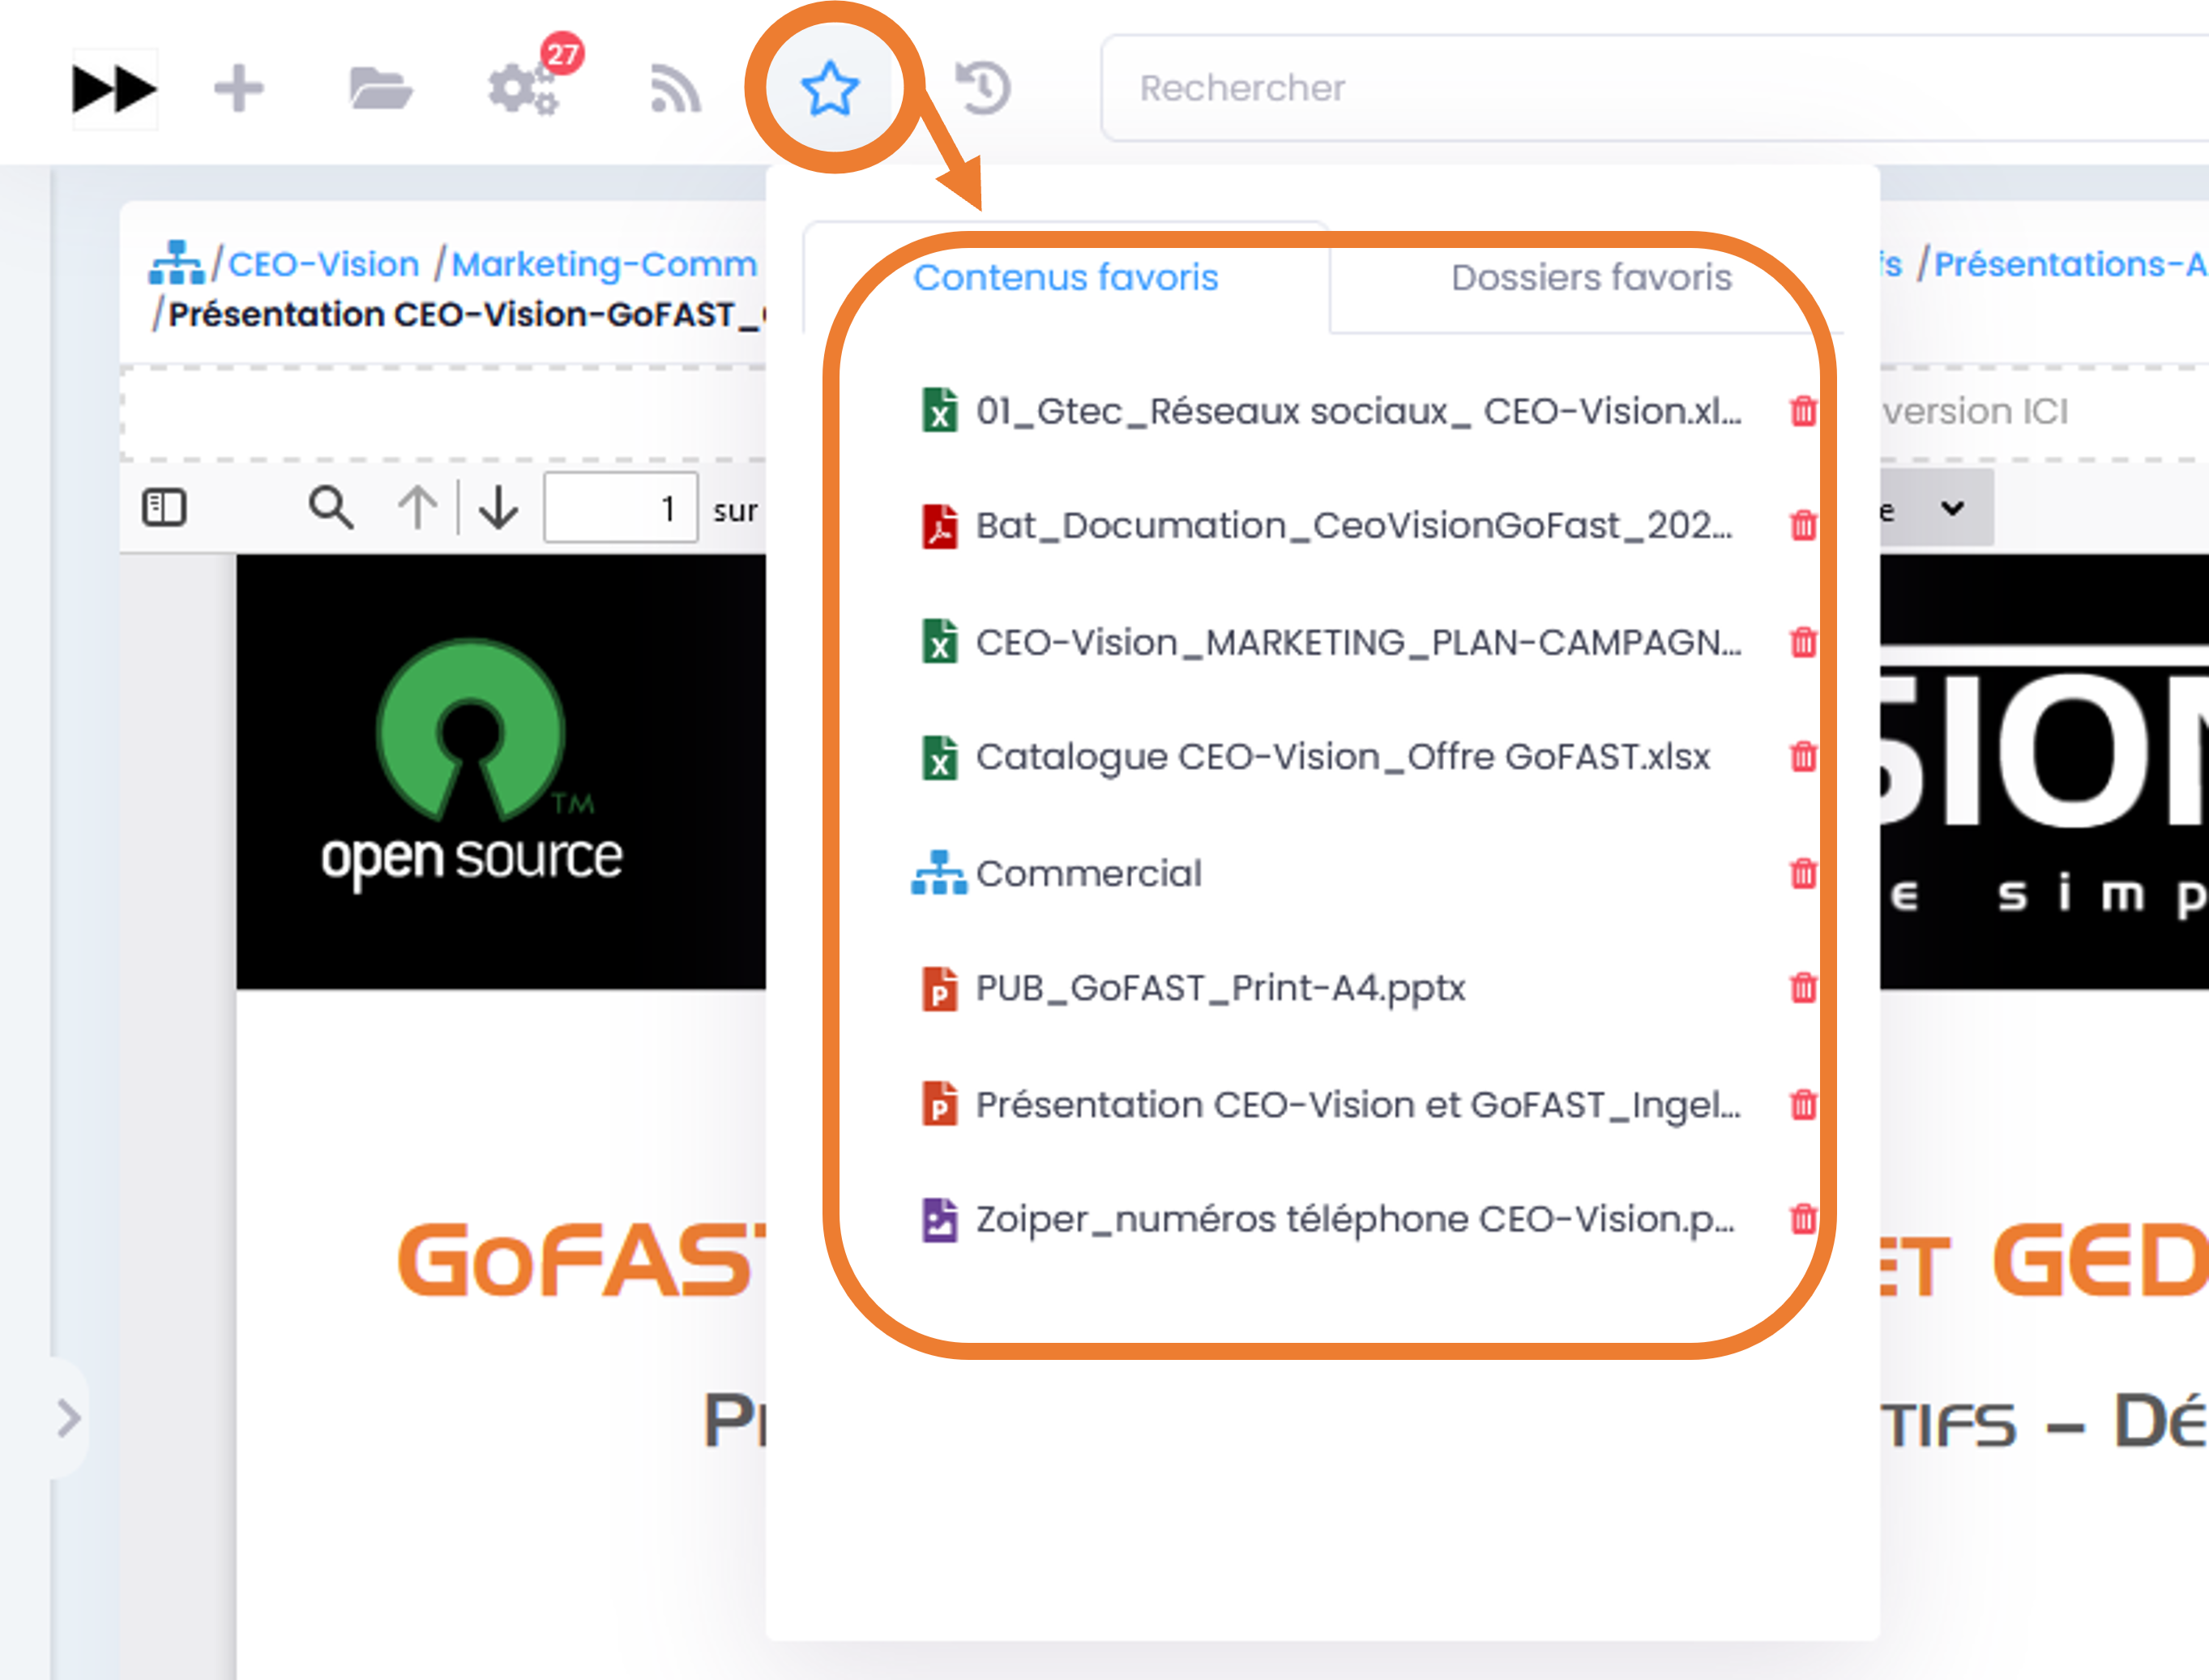 27
Rechercher
/CEO-Vision /Marketing-Comm
/Présentations-A
/Présentation CEO-Vision-GoFAST_
Contenus favoris
Dossiers favoris
01_Gtec_Réseaux sociaux_ CEO-Vision.xl...
version ICI
1 sur
Bat_Documation_CeoVisionGoFast_202...
CEO-Vision_MARKETING_PLAN-CAMPAGN...
Catalogue CEO-Vision_Offre GoFAST.xlsx
Commercial
PUB_GoFAST_Print-A4.pptx
Présentation CEO-Vision et GoFAST_Ingel...
Zoiper_numéros téléphone CEO-Vision.p...
TM
open source
SION
e simp
GoFAST
ET GED
TIFS – DÉ